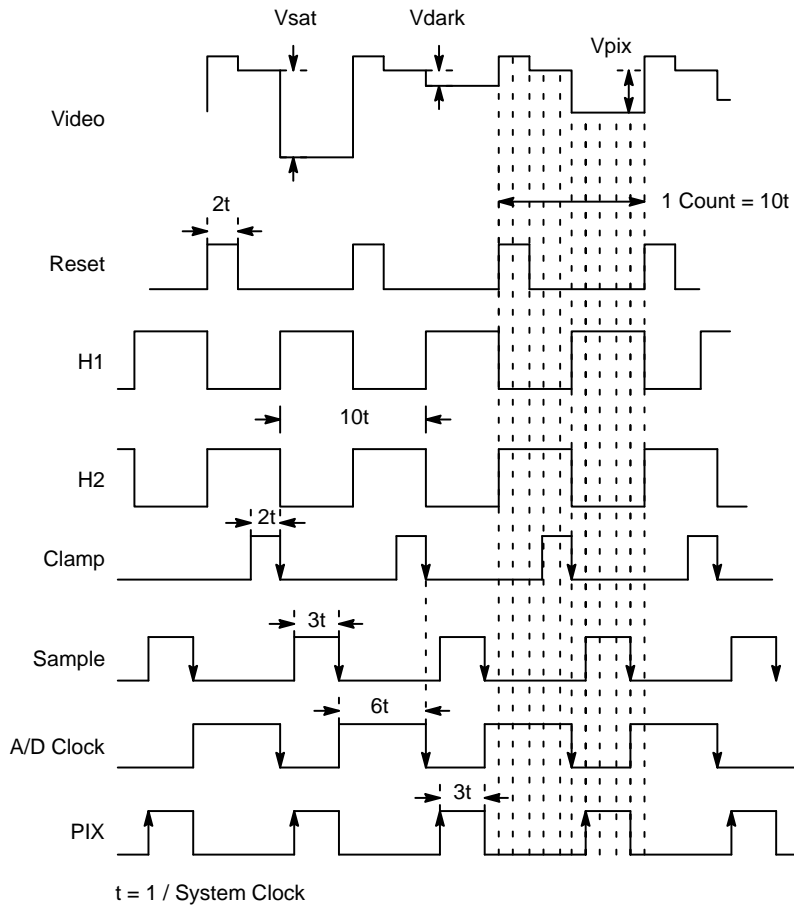 Vsat
Vdark
Vpix
Video
2t
1 Count = 10t
Reset
H1
10t
H2
2t
Clamp
3t
Sample
6t
A/D Clock
3t
PIX
t = 1 / System Clock